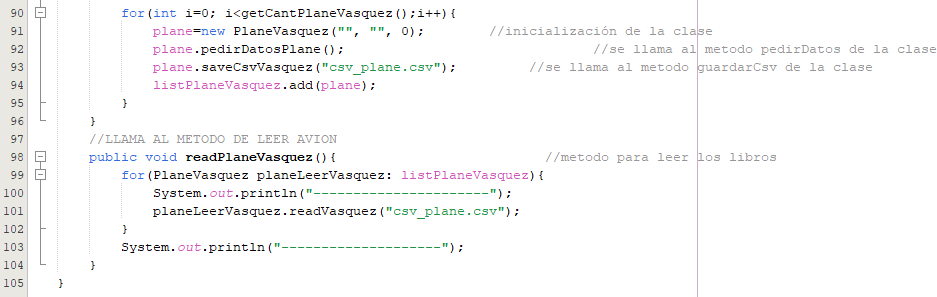 90 for(int i=0; i<getCantPlaneVasquez();i++){
91 plane=new PlaneVasquez("", "", 0); //inicialización de la clase
92 plane.pedirDatosPlane(); //se llama al metodo pedirDatos de la clase
93 plane.saveCsvVasquez("csv_plane.csv"); //se llama al metodo guardarCsv de la clase
94 listPlaneVasquez.add(plane);
95 }
96 }
97 //LLAMA AL METODO DE LEER AVION
98 public void readPlaneVasquez(){ //metodo para leer los libros
99 for(PlaneVasquez planeLeerVasquez: listPlaneVasquez){
100 System.out.println("----------------------");
101 planeLeerVasquez.readVasquez("csv_plane.csv");
102 }
103 System.out.println("--------------------");
104 }
105 }